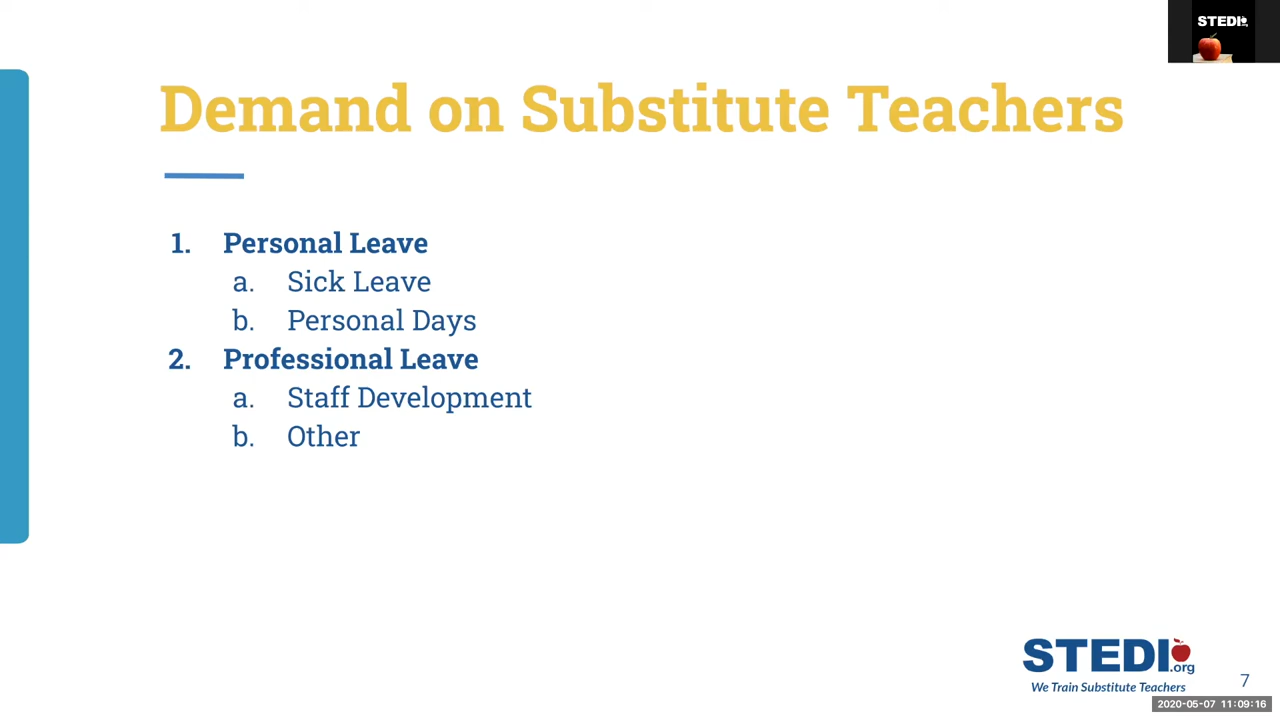 STEDI
Demand on Substitute Teachers
1. Personal Leave
a. Sick Leave
b. Personal Days
2. Professional Leave
a. Staff Development
b. Other
STEDI.org
We Train Substitute Teachers
7
2020-05-07 11:09:16